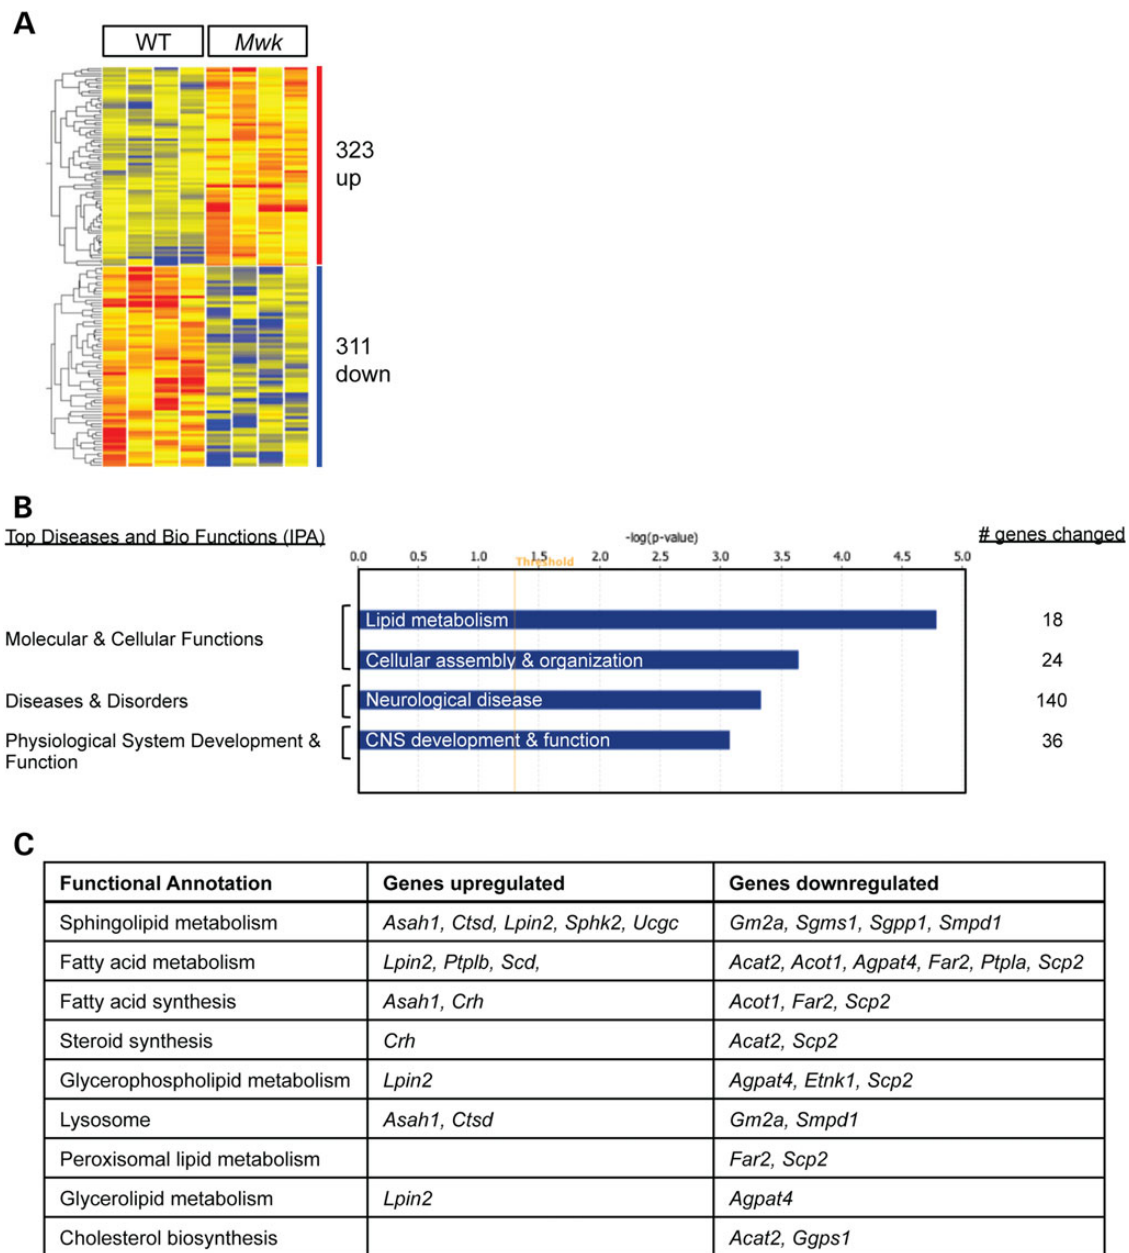 A
WT Mwk
323
up
311
down
B
Top Diseases and Bio Functions (IPA) -log(p-value) # genes changed
0.0 0.5 1.0 1.5 2.0 2.5 3.0 3.5 4.0 4.5 5.0
Threshold
Lipid metabolism 18
Molecular & Cellular Functions
Cellular assembly & organization 24
Diseases & Disorders Neurological disease 140
Physiological System Development & CNS development & function 36
Function
C
Functional Annotation Genes upregulated Genes downregulated
Sphingolipid metabolism Asah1, Ctsd, Lpin2, Sphk2, Ucgc Gm2a, Sgms1, Sgpp1, Smpd1
Fatty acid metabolism Lpin2, Ptplb, Scd, Acat2, Acot1, Agpat4, Far2, Ptpla, Scp2
Fatty acid synthesis Asah1, Crh Acot1, Far2, Scp2
Steroid synthesis Crh Acat2, Scp2
Glycerophospholipid metabolism Lpin2 Agpat4, Etnk1, Scp2
Lysosome Asah1, Ctsd Gm2a, Smpd1
Peroxisomal lipid metabolism Far2, Scp2
Glycerolipid metabolism Lpin2 Agpat4
Cholesterol biosynthesis Acat2, Ggps1